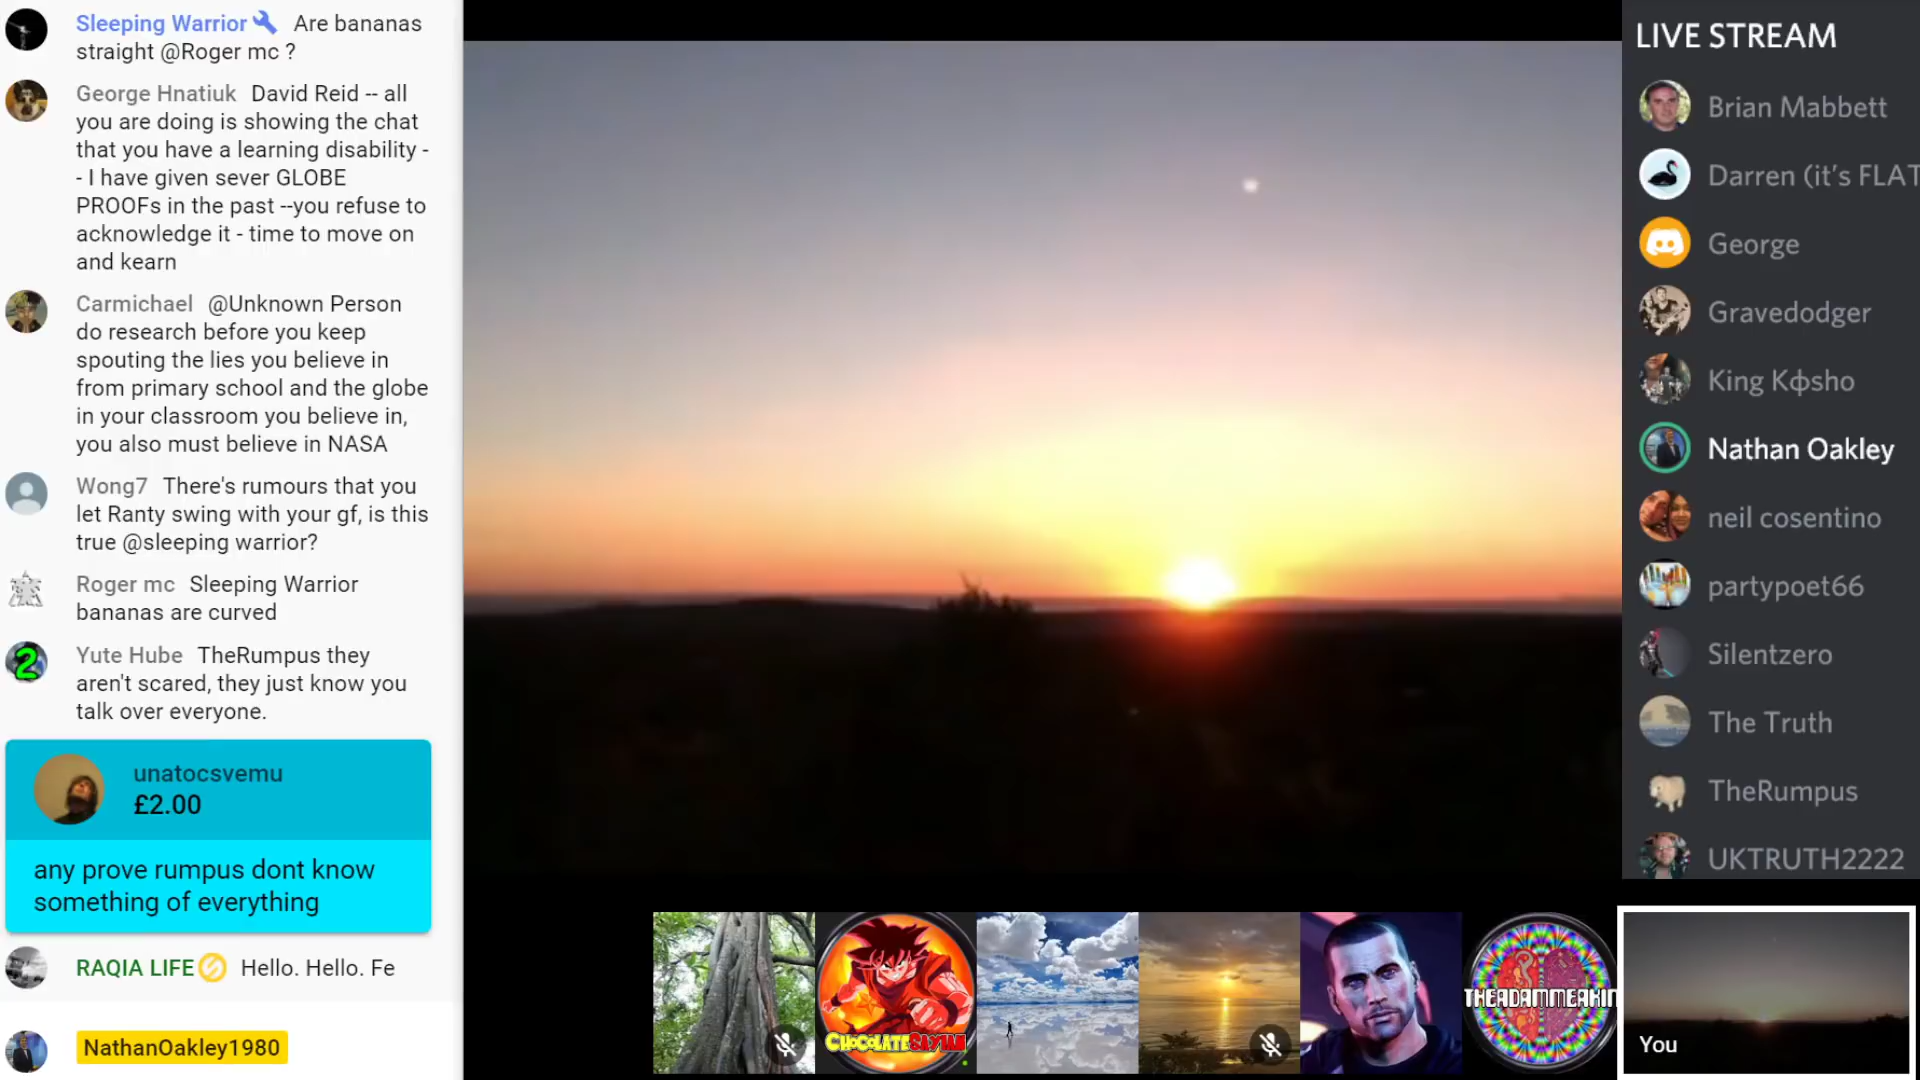 Sleeping Warrior Are bananas
straight @Roger mc ?
George Hnatiuk David Reid -- all
you are doing is showing the chat
that you have a learning disability -
- I have given sever GLOBE
PROOFs in the past --you refuse to
acknowledge it - time to move on
and kearn
Carmichael @Unknown Person
do research before you keep
spouting the lies you believe in
from primary school and the globe
in your classroom you believe in,
you also must believe in NASA
Wong7 There's rumours that you
let Ranty swing with your gf, is this
true @sleeping warrior?
Roger mc Sleeping Warrior
bananas are curved
2
Yute Hube TheRumpus they
aren't scared, they just know you
talk over everyone.
unatocsvemu
£2.00
any prove rumpus dont know
something of everything
RAQIA LIFE Hello. Hello. Fe
NathanOakley1980
CHOCOLATESAYIAN
THEADAMMEAKIN
You
LIVE STREAM
Brian Mabbett
Darren (it's FLAT
George
Gravedodger
King Kфsho
Nathan Oakley
neil cosentino
partypoet66
Silentzero
The Truth
TheRumpus
UKTRUTH2222